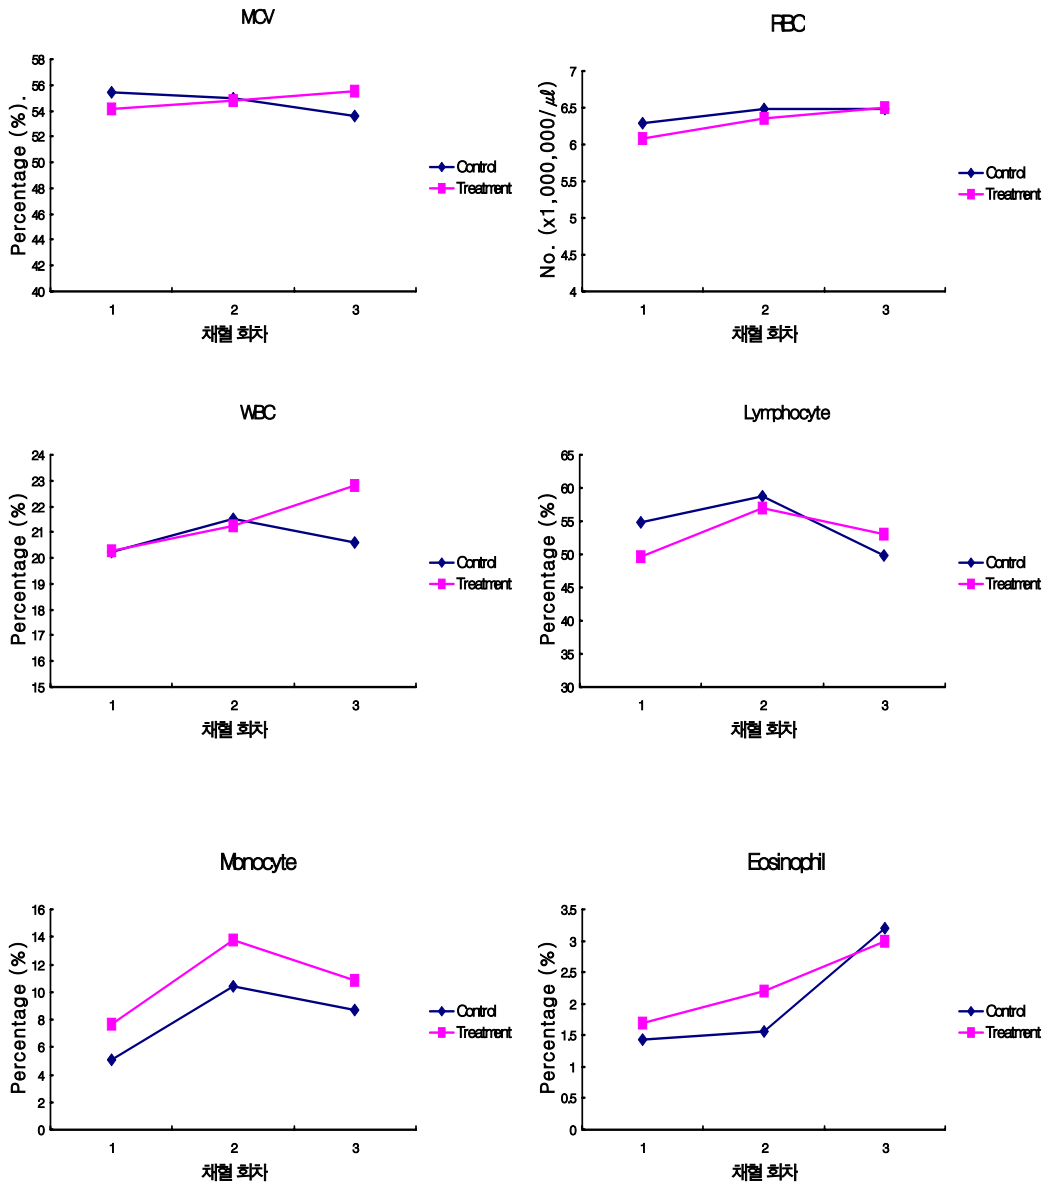 MCV
Percentage (%).
58
56
54
52
50
48
46
44
42
40
1 2 3
채혈 회차
Control
Treatment
RBC
No. (x1,000,000/㎕)
7
6.5
6
5.5
5
4.5
4
1 2 3
채혈 회차
Control
Treatment
WBC
Percentage (%)
24
23
22
21
20
19
18
17
16
15
1 2 3
채혈 회차
Control
Treatment
Lymphocyte
Percentage (%)
65
60
55
50
45
40
35
30
1 2 3
채혈 회차
Control
Treatment
Monocyte
Percentage (%)
16
14
12
10
8
6
4
2
0
1 2 3
채혈 회차
Control
Treatment
Eosinophil
Percentage (%)
3.5
3
2.5
2
1.5
1
0.5
0
1 2 3
채혈 회차
Control
Treatment